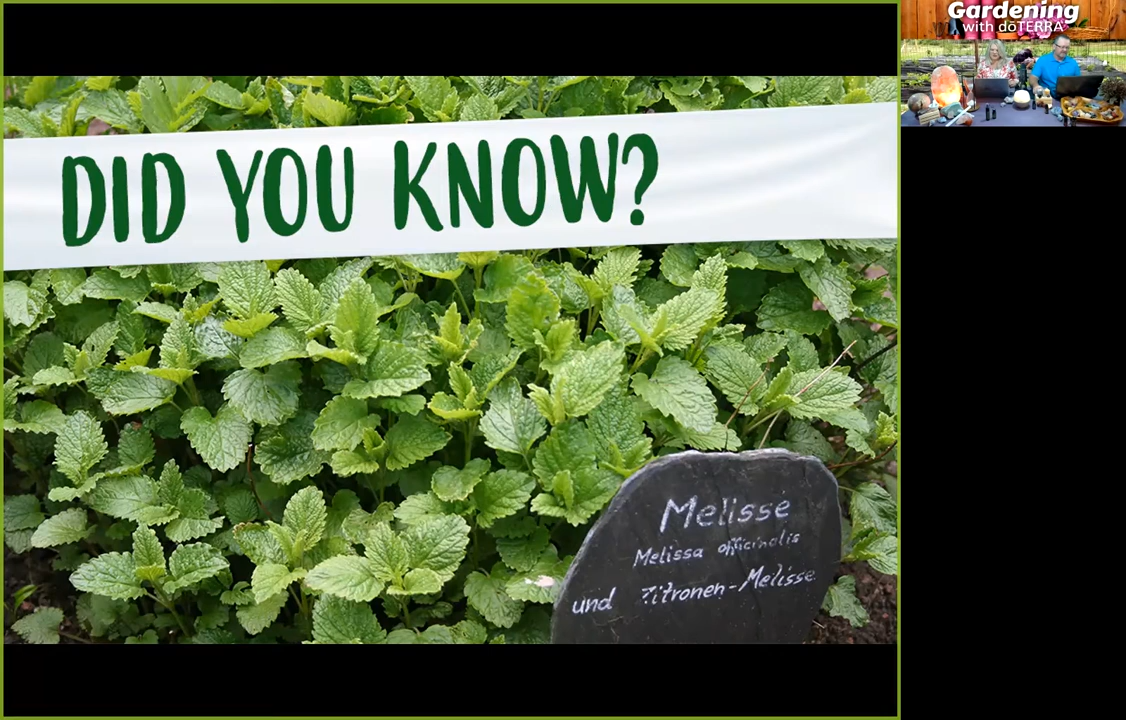 DID YOU KNOW?
Melisse
Melissa officinalis
und Zitronen-Melisse
Gardening
with dōTERRA